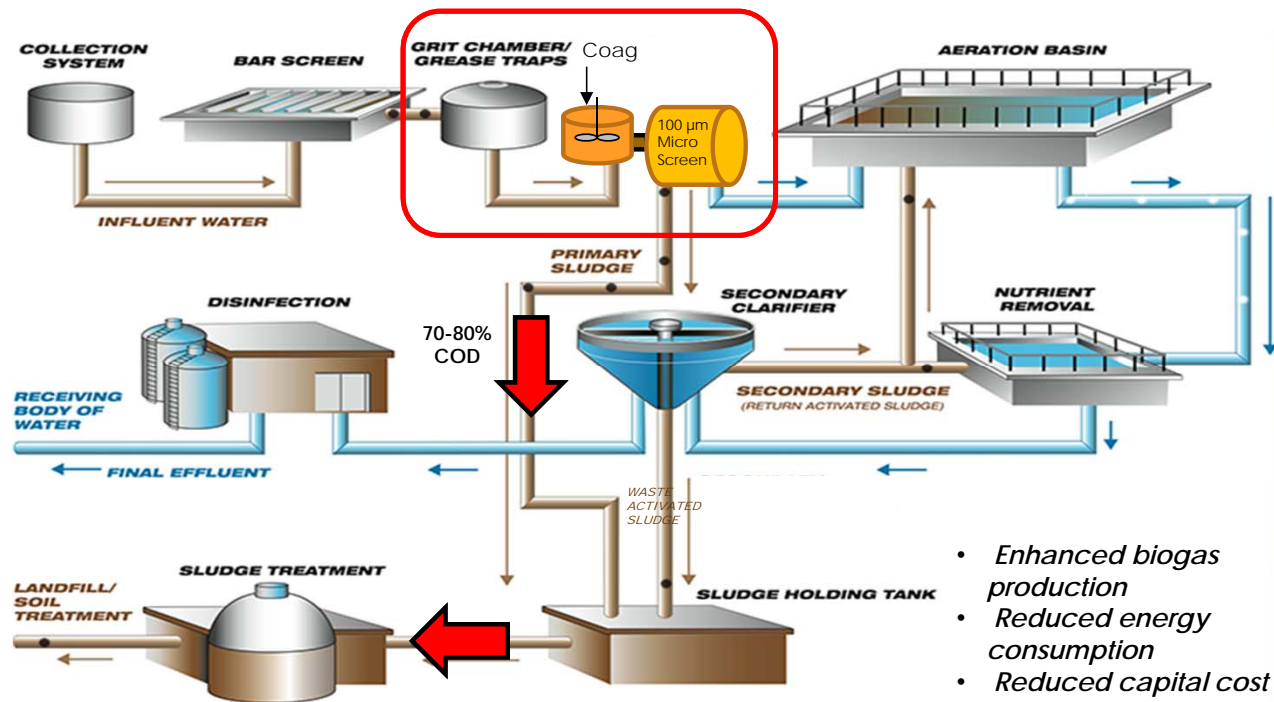 COLLECTION
SYSTEM
BAR SCREEN
GRIT CHAMBER/
GREASE TRAPS
Coag
100 µm
Micro
Screen
AERATION BASIN
INFLUENT WATER
PRIMARY
SLUDGE
DISINFECTION
70-80%
COD
SECONDARY
CLARIFIER
NUTRIENT
REMOVAL
RECEIVING
BODY OF
WATER
SECONDARY SLUDGE
(RETURN ACTIVATED SLUDGE)
FINAL EFFLUENT
WASTE
ACTIVATED
SLUDGE
LANDFILL/
SOIL
TREATMENT
SLUDGE TREATMENT
SLUDGE HOLDING TANK
• Enhanced biogas
production
• Reduced energy
consumption
• Reduced capital cost